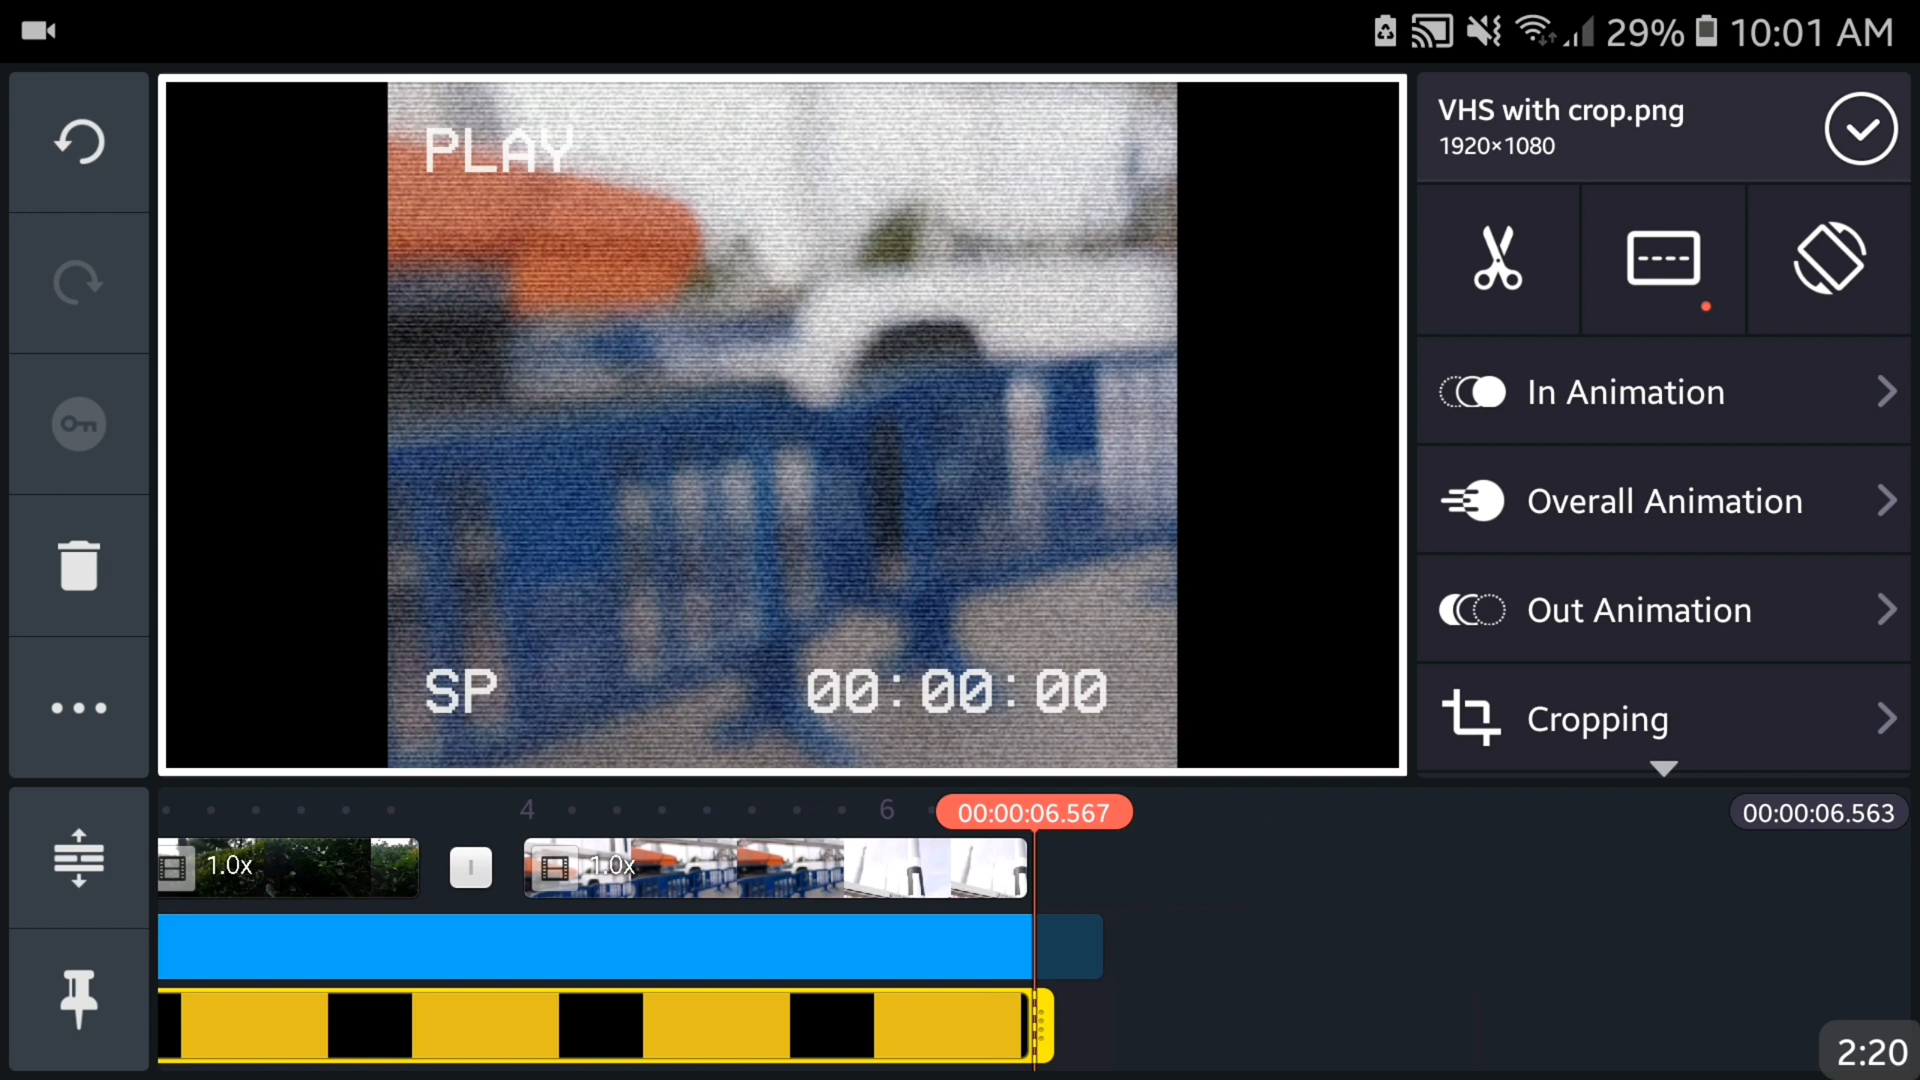 29% 10:01 AM
PLAY
SP 00:00:00
VHS with crop.png
1920×1080
In Animation
Overall Animation
Out Animation
Cropping
4 6 00:00:06.567 00:00:06.563
1.0x 1.0x
2:20